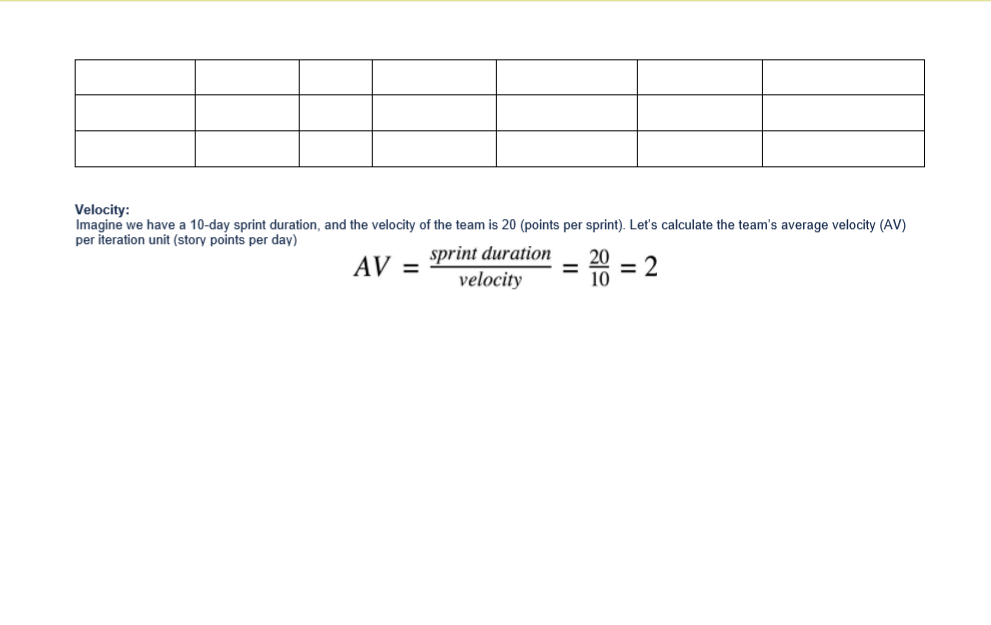 Velocity:
Imagine we have a 10-day sprint duration, and the velocity of the team is 20 (points per sprint). Let's calculate the team's average velocity (AV)
per iteration unit (story points per day)
AV = sprint duration / velocity = 20 / 10 = 2